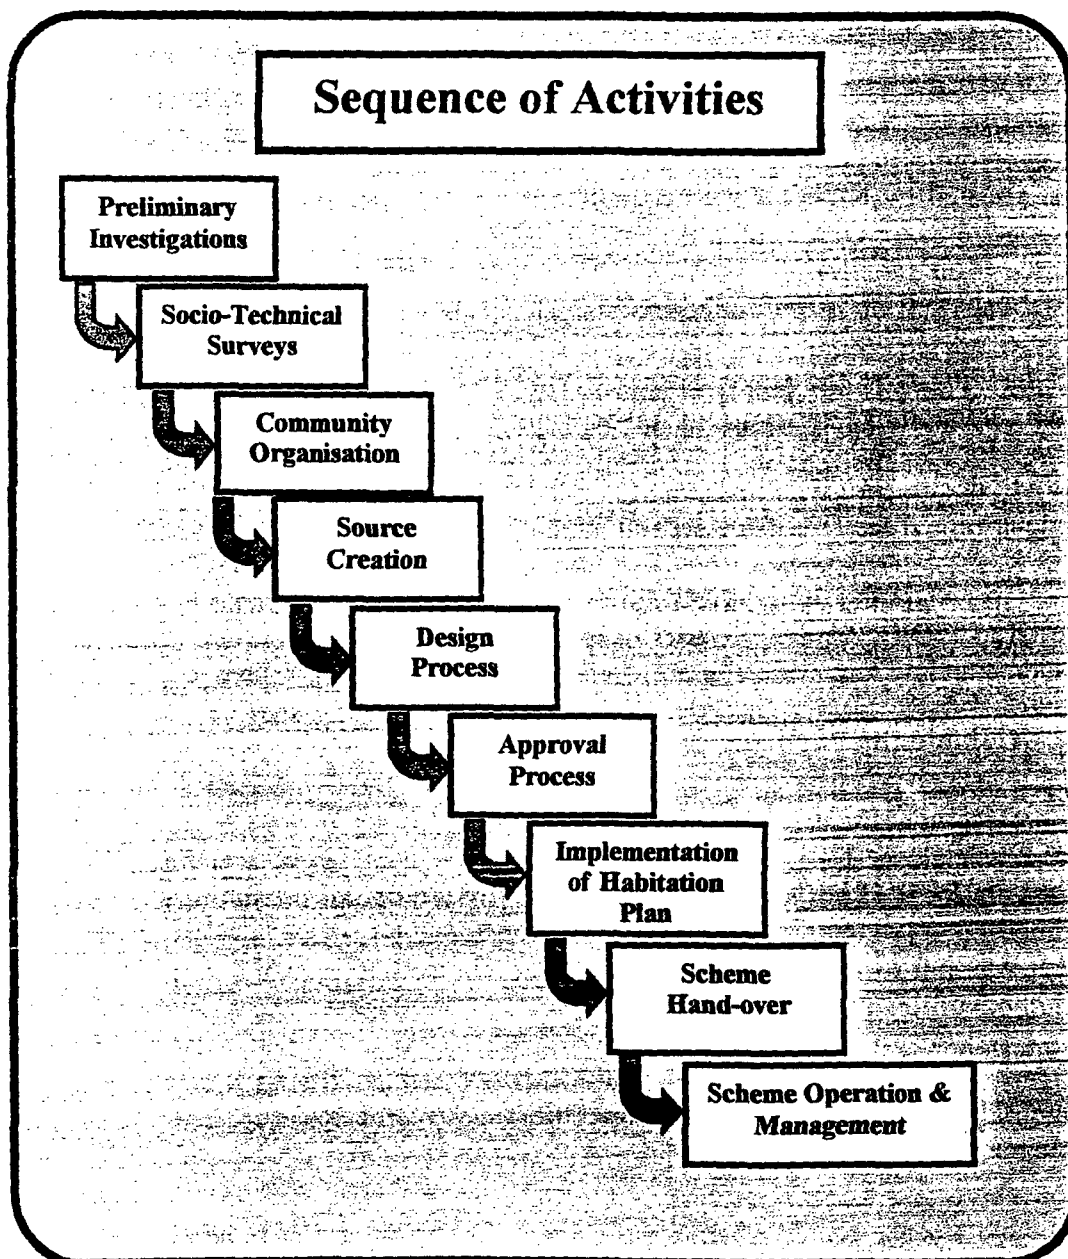 Sequence of Activities
Preliminary
Investigations
Socio-Technical
Surveys
Community
Organisation
Source
Creation
Design
Process
Approval
Process
Implementation
of Habitation
Plan
Scheme
Hand-over
Scheme Operation &
Management